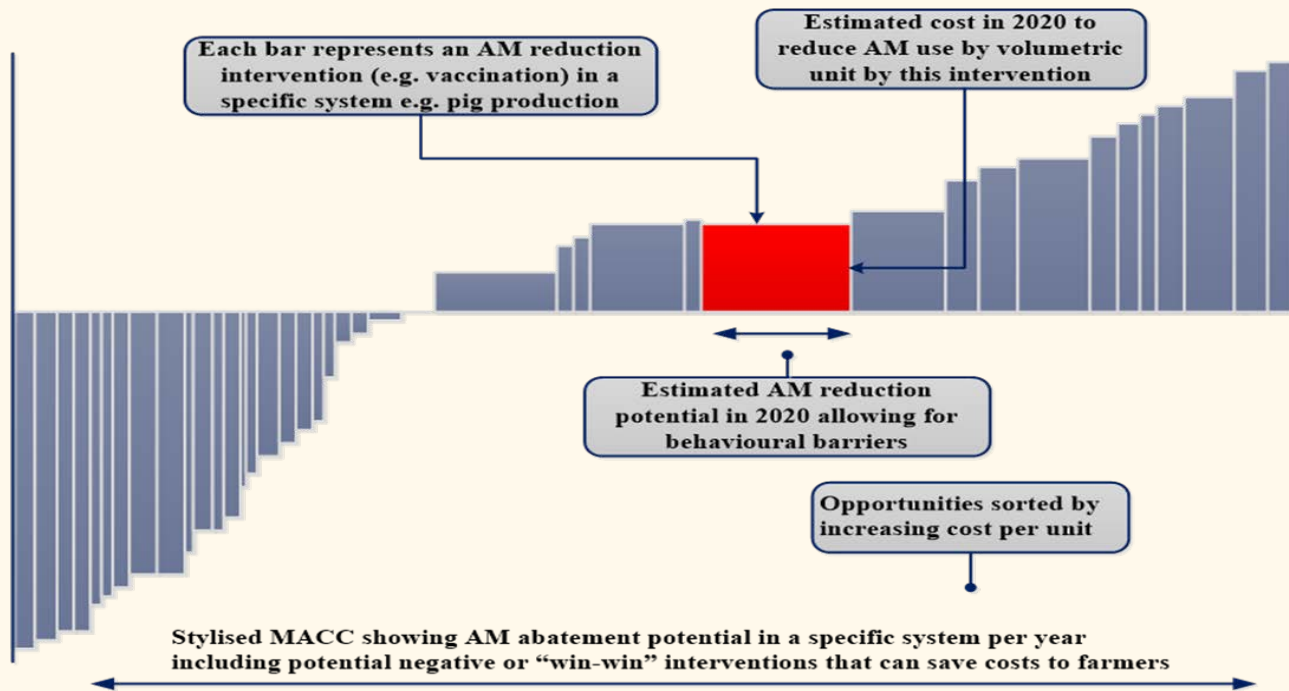 Each bar represents an AM reduction
intervention (e.g. vaccination) in a
specific system e.g. pig production
Estimated cost in 2020 to
reduce AM use by volumetric
unit by this intervention
Estimated AM reduction
potential in 2020 allowing for
behavioural barriers
Opportunities sorted by
increasing cost per unit
Stylised MACC showing AM abatement potential in a specific system per year
including potential negative or “win-win” interventions that can save costs to farmers